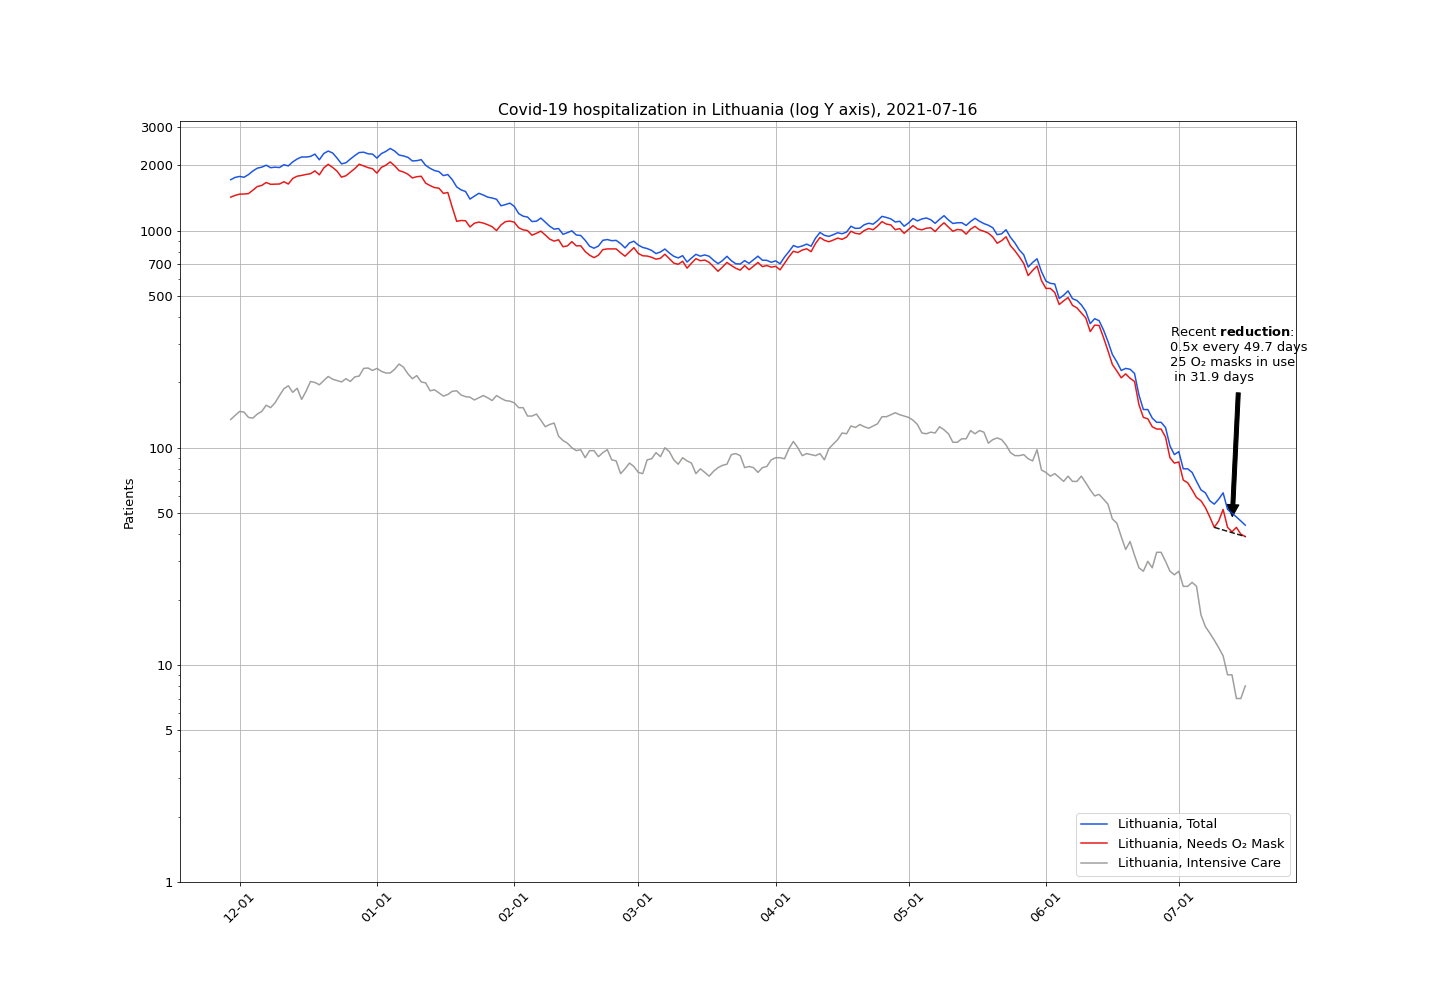 Covid-19 hospitalization in Lithuania (log Y axis), 2021-07-16
3000
2000
1000
700
500
100
50
10
5
1
Patients
Recent reduction:
0.5x every 49.7 days
25 O₂ masks in use
in 31.9 days
Lithuania, Total
Lithuania, Needs O₂ Mask
Lithuania, Intensive Care
12-01
01-01
02-01
03-01
04-01
05-01
06-01
07-01